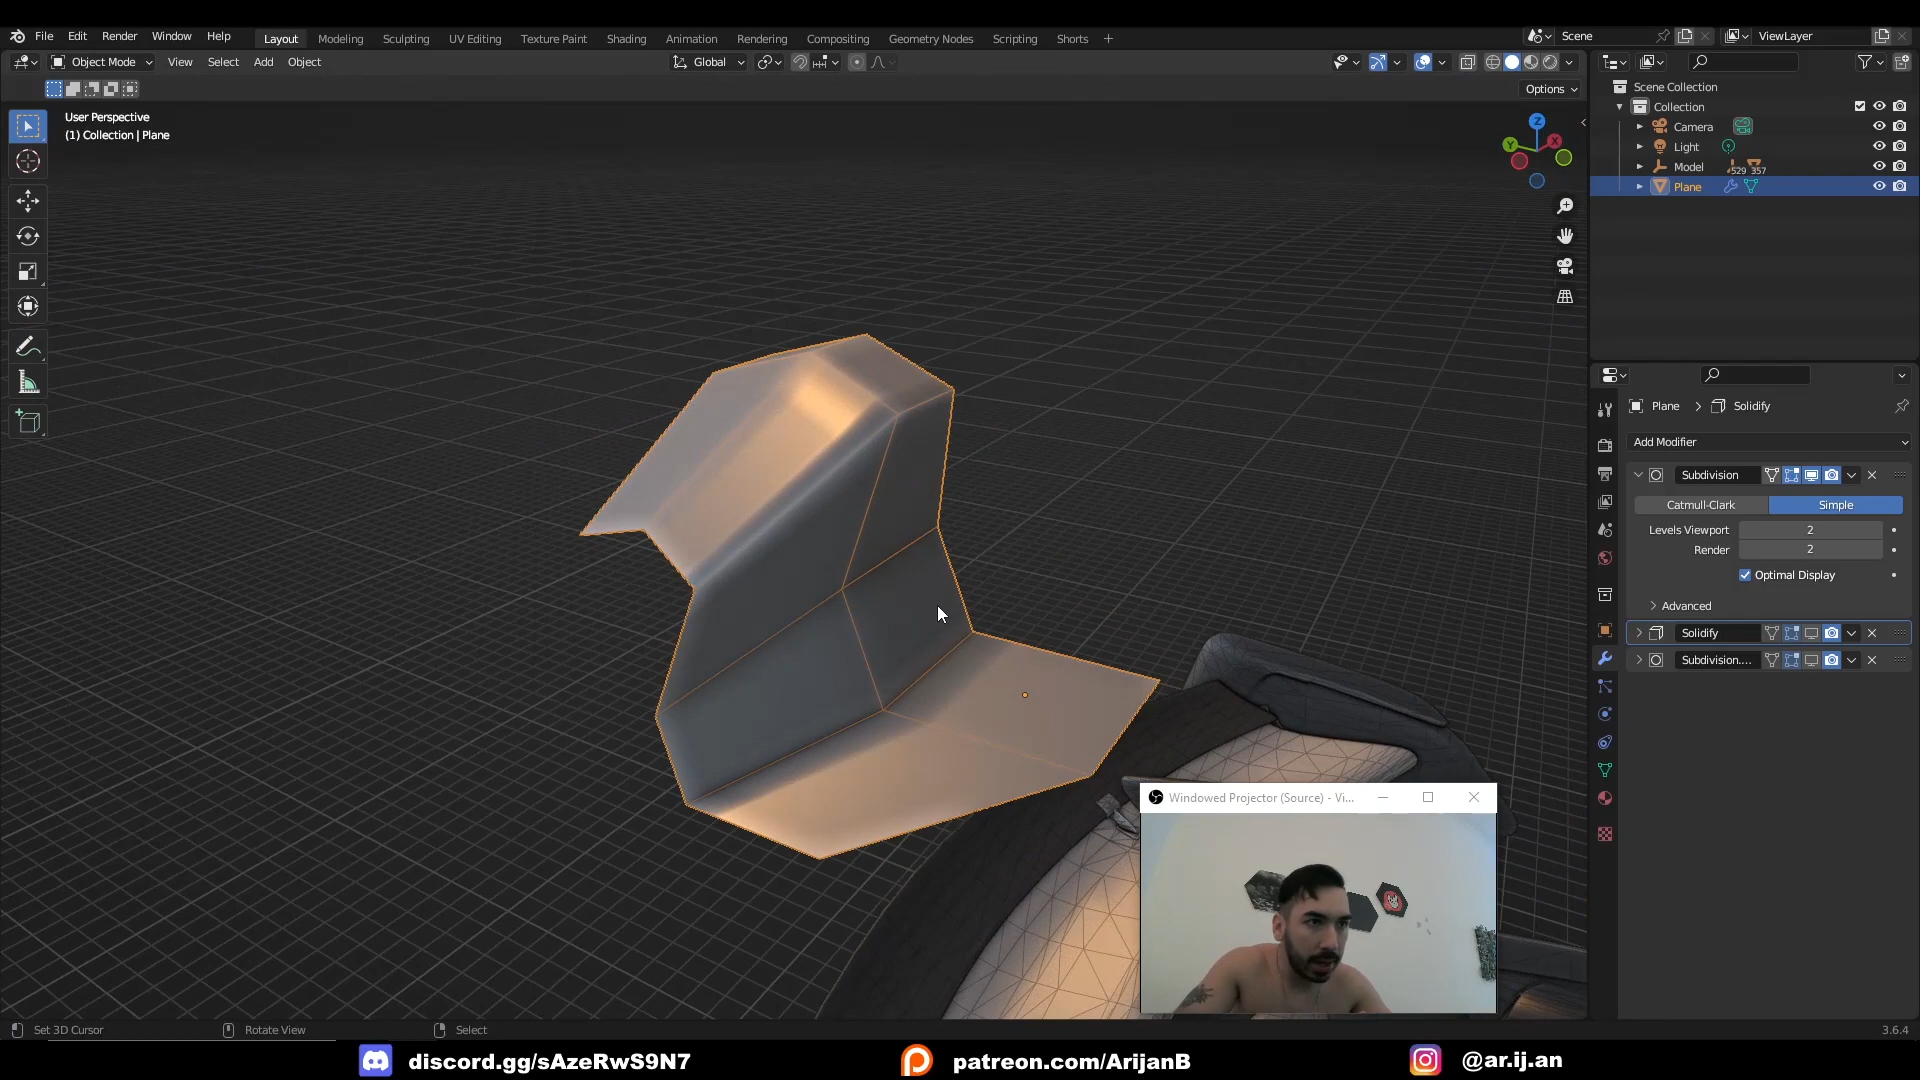 File Edit Render Window Help Layout Modeling Sculpting UV Editing Texture Paint Shading Animation Rendering Compositing Geometry Nodes Scripting Shorts + Scene ViewLayer
Object Mode View Select Add Object Global
Options
User Perspective
(1) Collection | Plane
Z
X
Y
Scene Collection
Collection
Camera
Light
Model 529 357
Plane
Plane > Solidify
Add Modifier
Subdivision
Catmull-Clark Simple
Levels Viewport 2
Render 2
Optimal Display
Advanced
Solidify
Subdivision....
Windowed Projector (Source) - Vi...
Set 3D Cursor Rotate View Select 3.6.4
discord.gg/sAzeRwS9N7 patreon.com/ArijanB @ar.ij.an